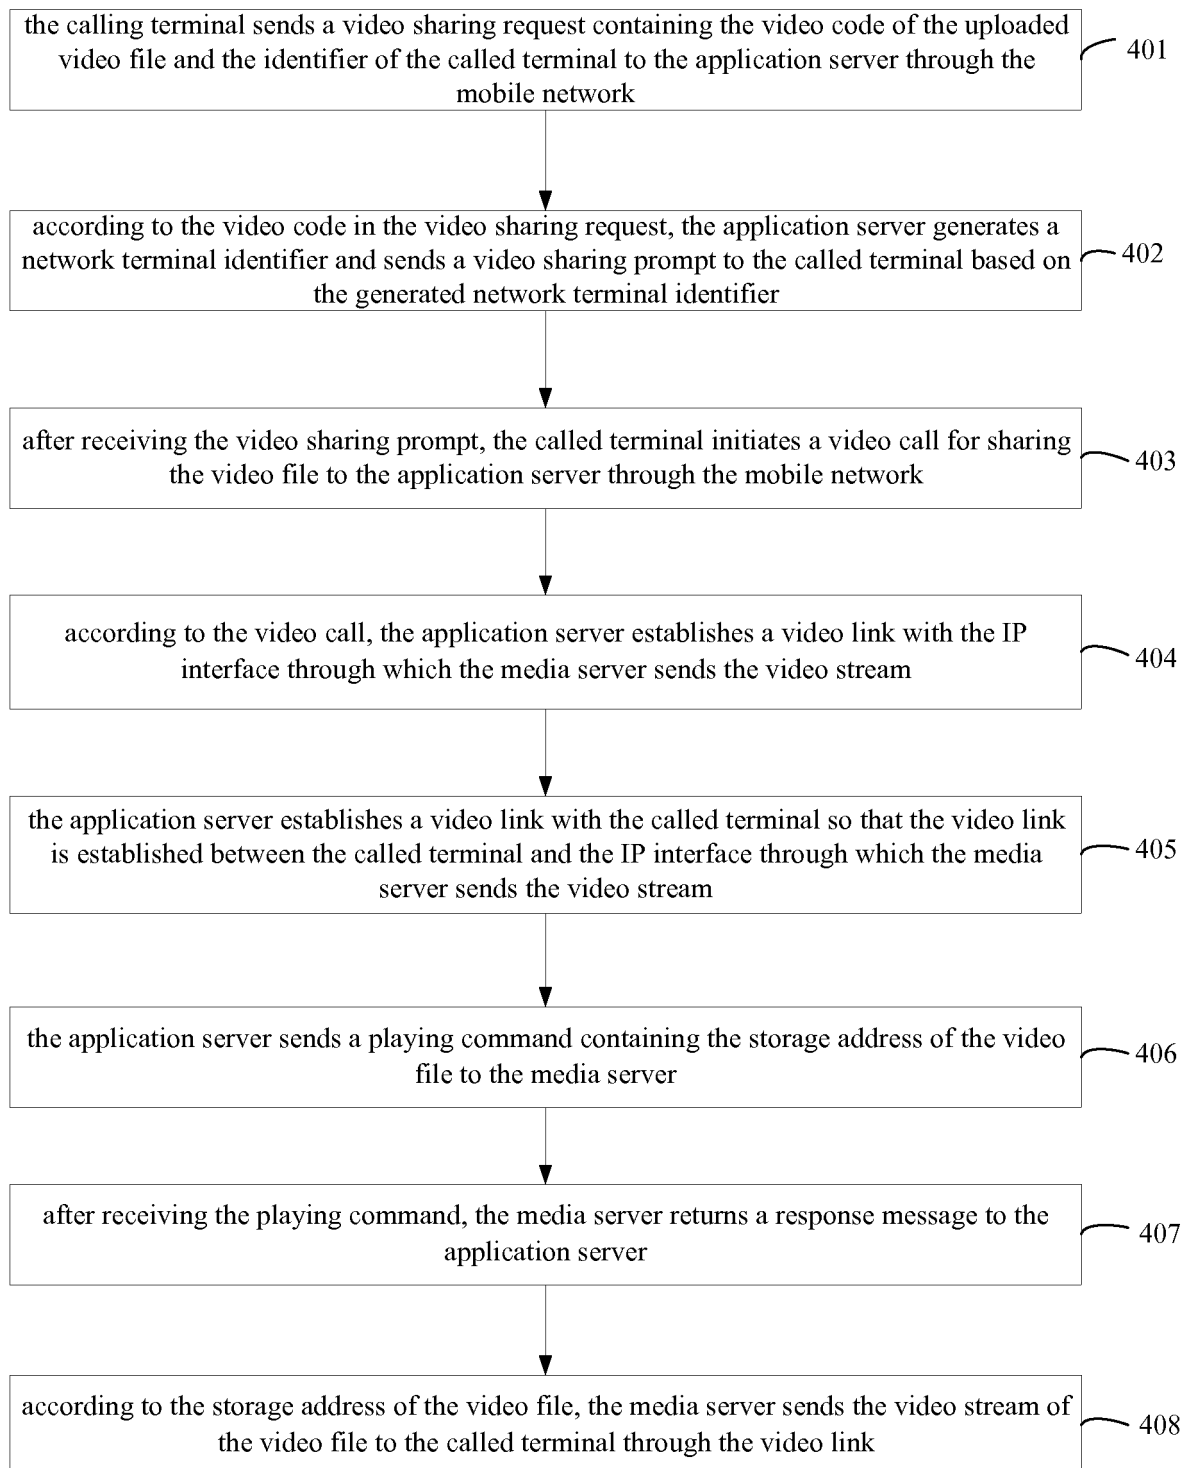 the calling terminal sends a video sharing request containing the video code of the uploaded
video file and the identifier of the called terminal to the application server through the
mobile network
401
according to the video code in the video sharing request, the application server generates a
network terminal identifier and sends a video sharing prompt to the called terminal based on
the generated network terminal identifier
402
after receiving the video sharing prompt, the called terminal initiates a video call for sharing
the video file to the application server through the mobile network
403
according to the video call, the application server establishes a video link with the IP
interface through which the media server sends the video stream
404
the application server establishes a video link with the called terminal so that the video link
is established between the called terminal and the IP interface through which the media
server sends the video stream
405
the application server sends a playing command containing the storage address of the video
file to the media server
406
after receiving the playing command, the media server returns a response message to the
application server
407
according to the storage address of the video file, the media server sends the video stream of
the video file to the called terminal through the video link
408